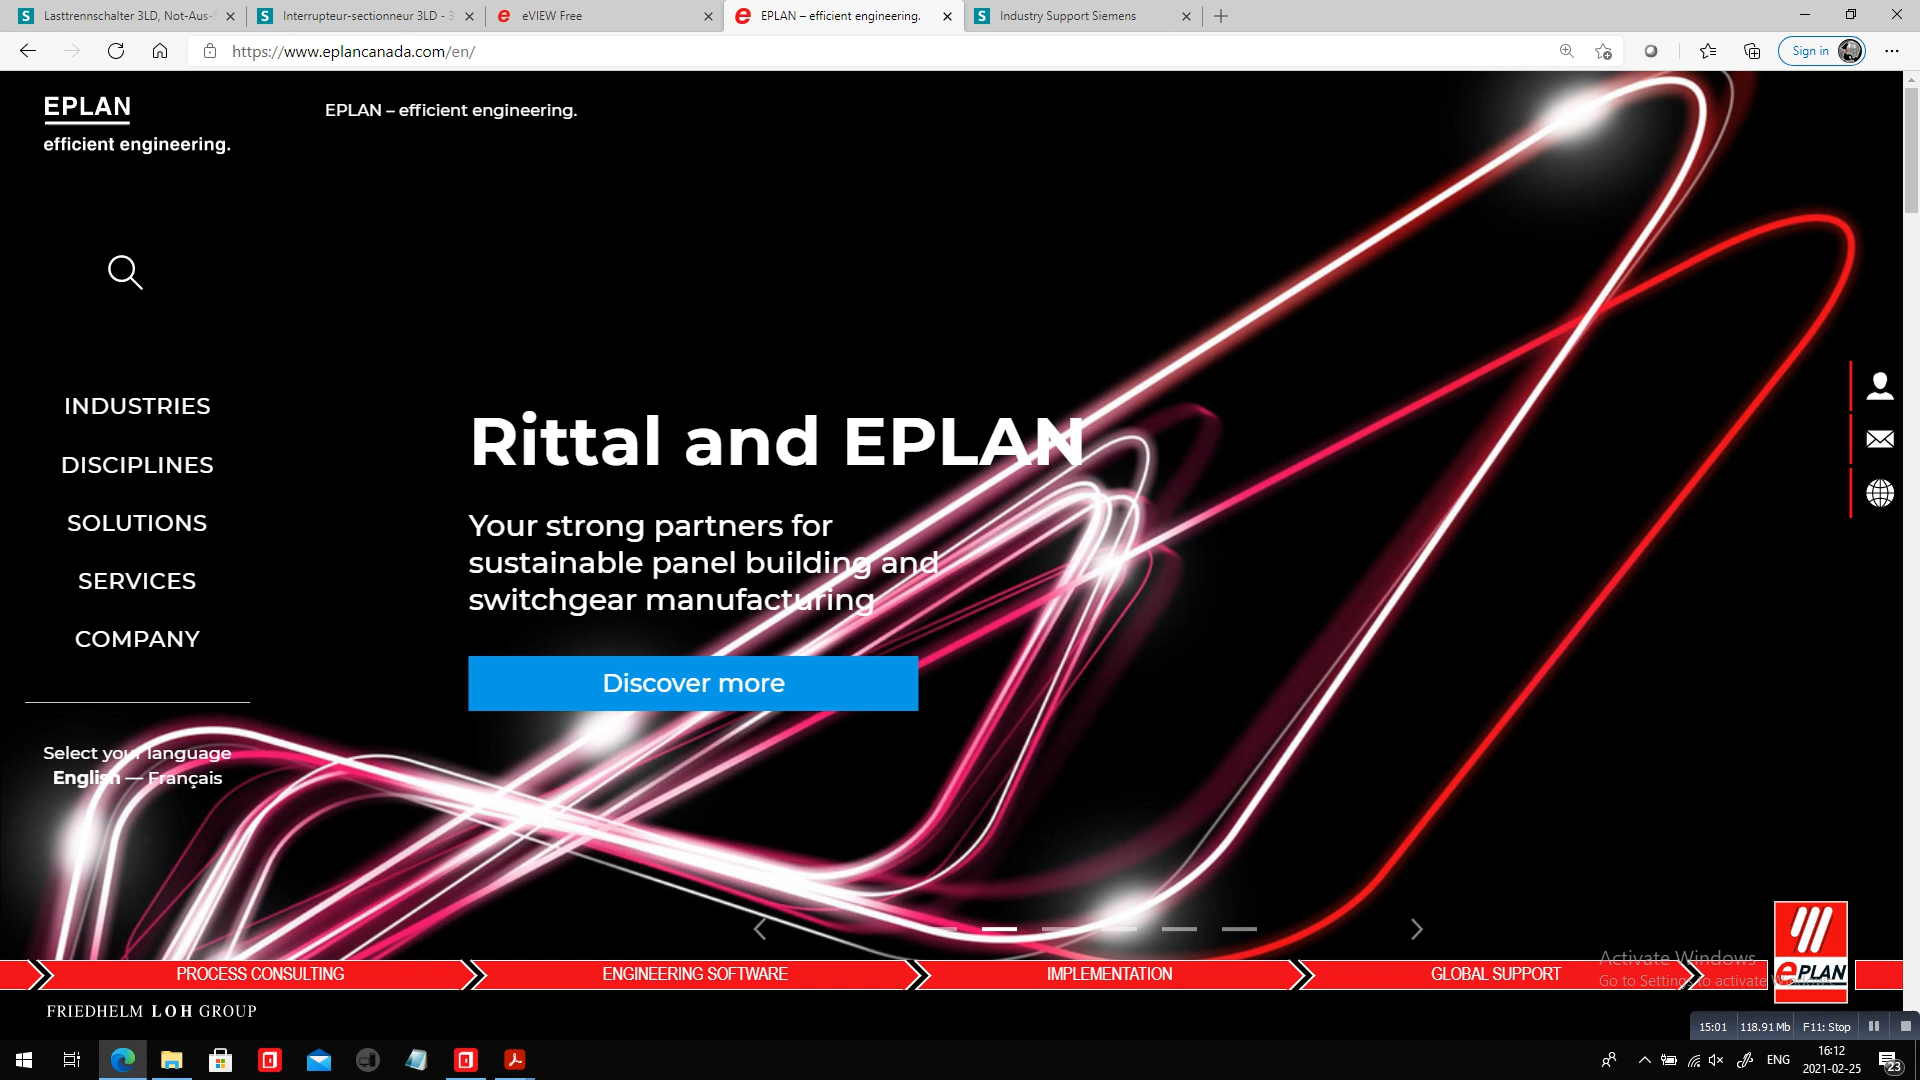 Lasttrennschalter 3LD, Not-Aus-S
Interrupteur-sectionneur 3LD - 3
eVIEW Free
EPLAN – efficient engineering.
Industry Support Siemens
https://www.eplancanada.com/en/
Sign in
EPLAN
efficient engineering.
EPLAN – efficient engineering.
INDUSTRIES
DISCIPLINES
SOLUTIONS
SERVICES
COMPANY
Rittal and EPLAN
Your strong partners for
sustainable panel building and
switchgear manufacturing
Discover more
Select your language
English — Français
Activate Windows
Go to Settings to activate
PROCESS CONSULTING
ENGINEERING SOFTWARE
IMPLEMENTATION
GLOBAL SUPPORT
ePLAN
FRIEDHELM LOH GROUP
15:01
118.91 Mb
F11: Stop
ENG
16:12
2021-02-25
23